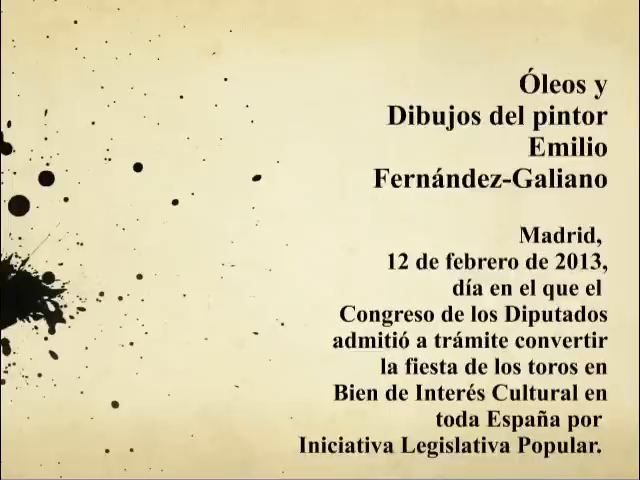 Óleos y
Dibujos del pintor
Emilio
Fernández-Galiano
Madrid,
12 de febrero de 2013,
día en el que el
Congreso de los Diputados
admitió a trámite convertir
la fiesta de los toros en
Bien de Interés Cultural en
toda España por
Iniciativa Legislativa Popular.